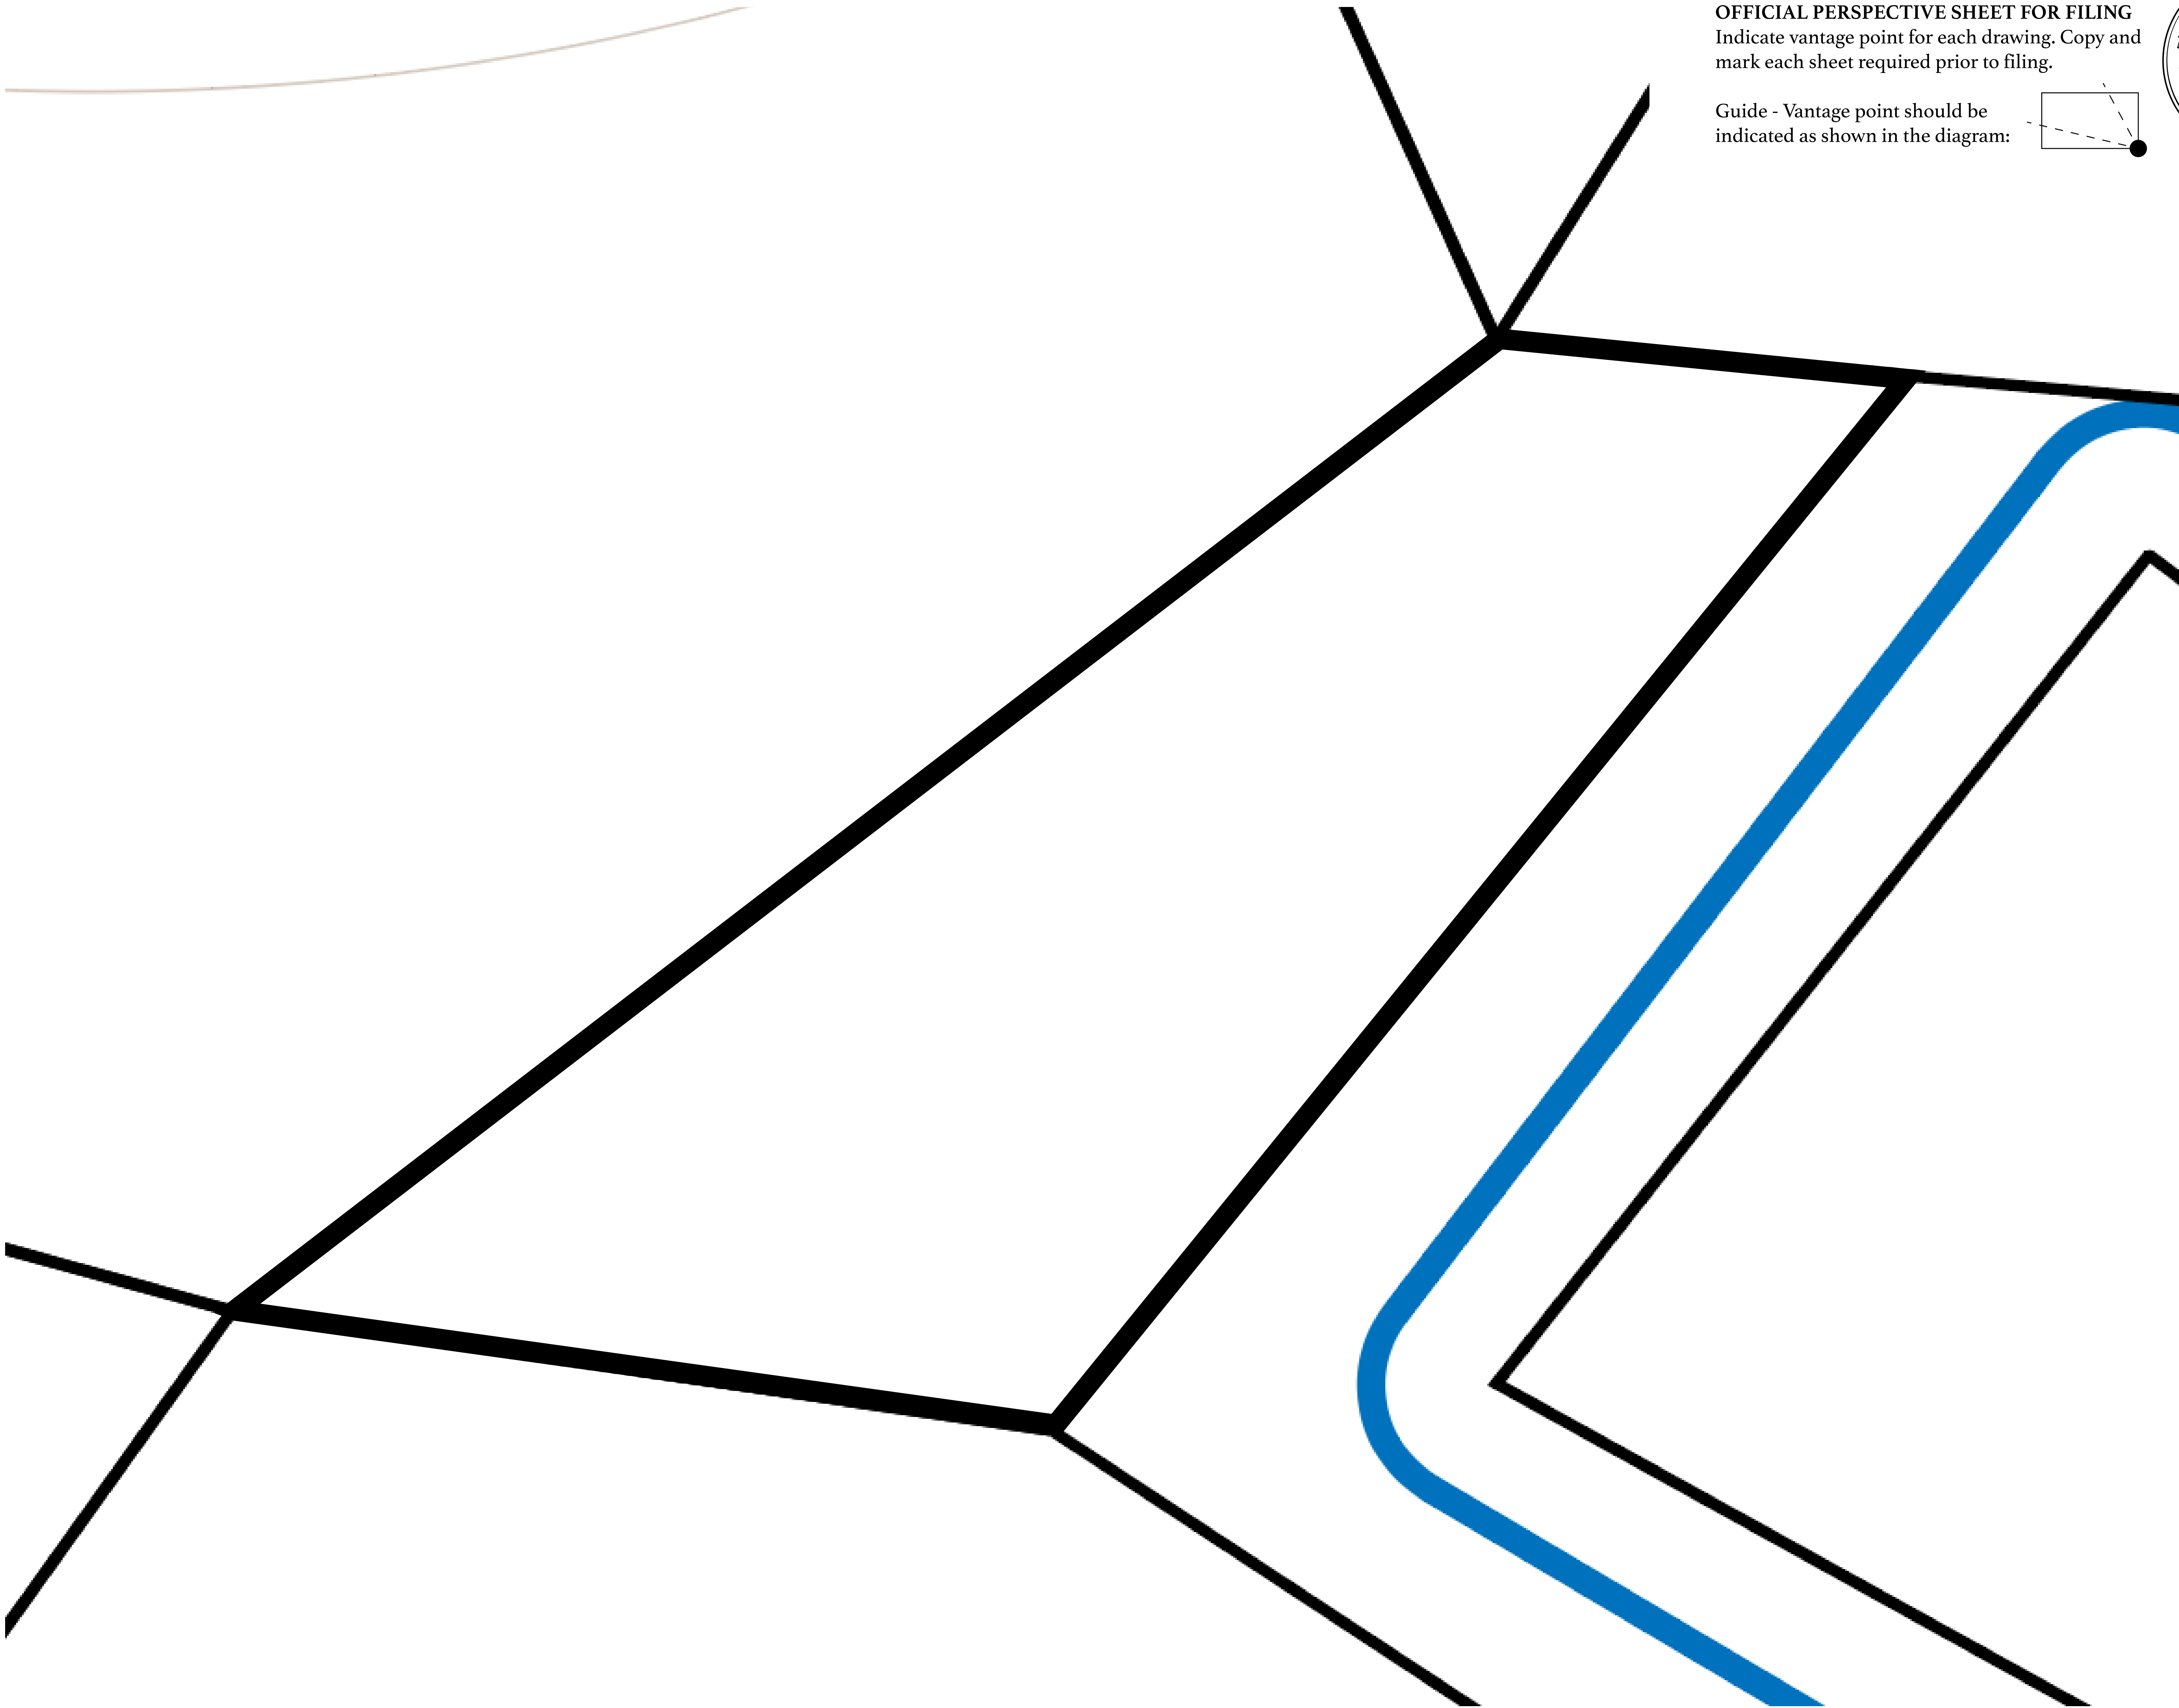 OFFICIAL PERSPECTIVE SHEET FOR FILING
Indicate vantage point for each drawing. Copy and
mark each sheet required prior to filing.
Guide - Vantage point should be
indicated as shown in the diagram: